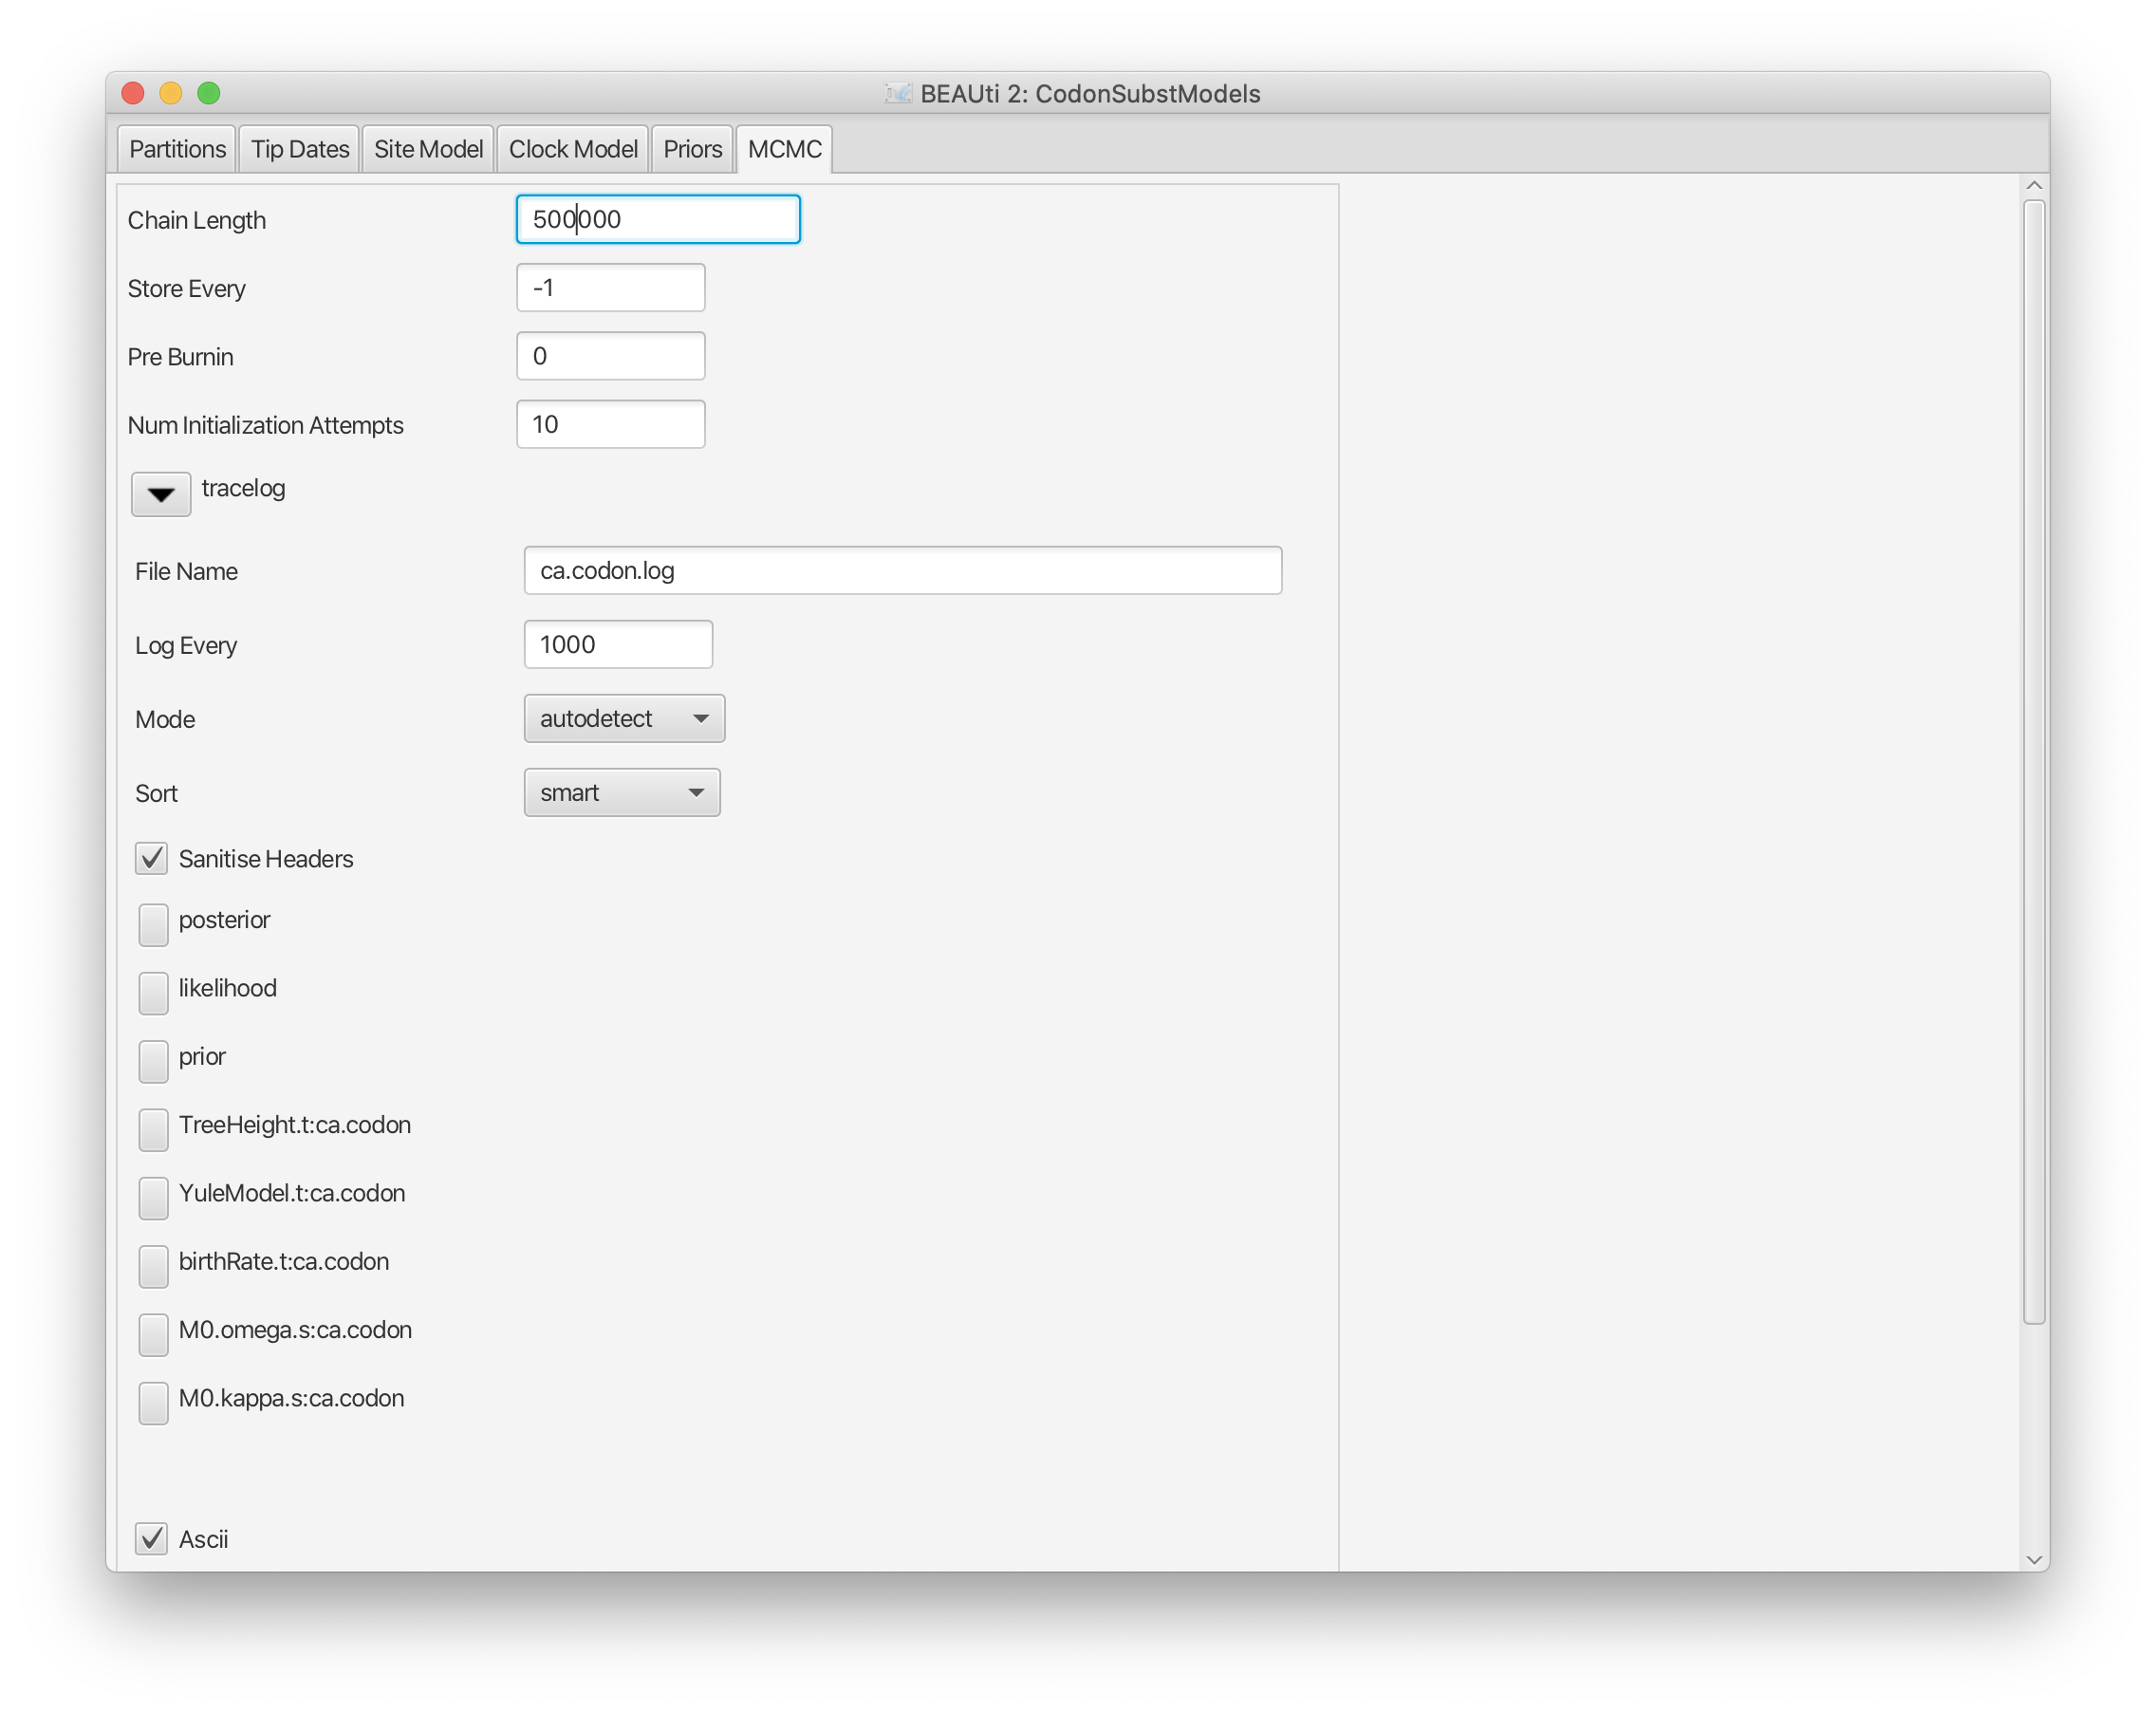 BEAUti 2: CodonSubstModels
Partitions Tip Dates Site Model Clock Model Priors MCMC
Chain Length 500000
Store Every -1
Pre Burnin 0
Num Initialization Attempts 10
tracelog
File Name ca.codon.log
Log Every 1000
Mode autodetect
Sort smart
Sanitise Headers
posterior
likelihood
prior
TreeHeight.t:ca.codon
YuleModel.t:ca.codon
birthRate.t:ca.codon
M0.omega.s:ca.codon
M0.kappa.s:ca.codon
Ascii